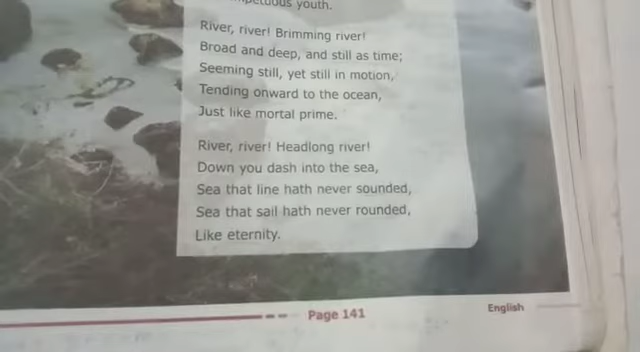 youth.
River, river! Brimming river!
Broad and deep, and still as time;
Seeming still, yet still in motion,
Tending onward to the ocean,
Just like mortal prime.
River, river! Headlong river!
Down you dash into the sea,
Sea that line hath never sounded,
Sea that sail hath never rounded,
Like eternity.
Page 141
English